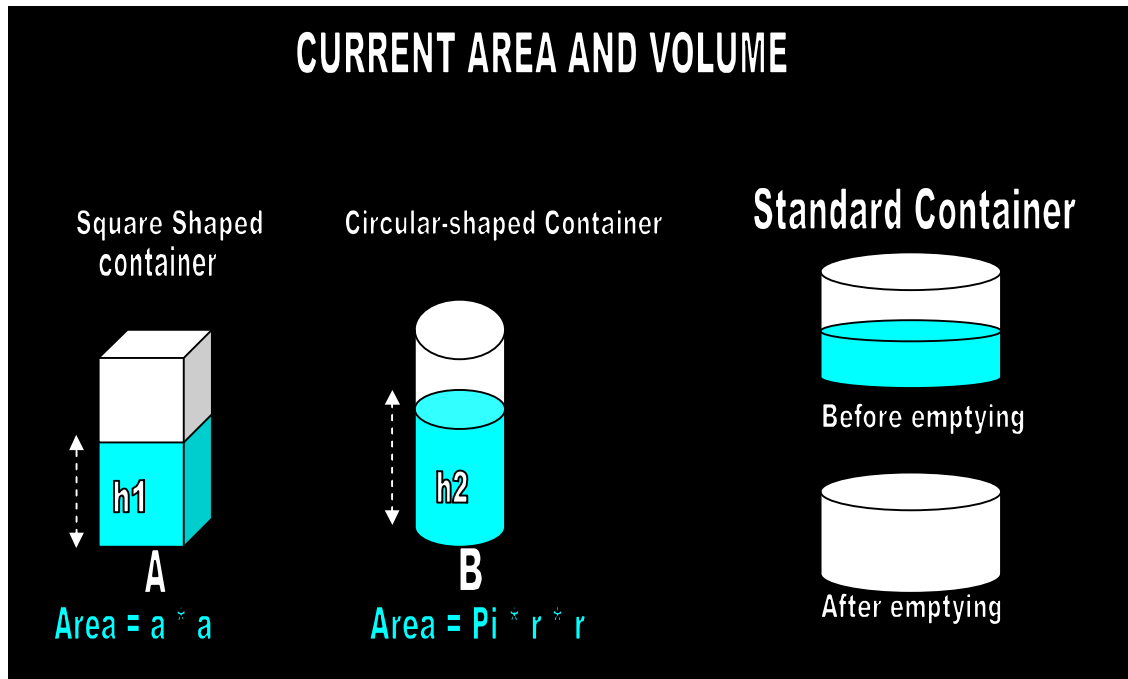 CURRENT AREA AND VOLUME
Square Shaped
container
Circular-shaped Container
Standard Container
Before emptying
h1
h2
A
B
After emptying
Area = a * a
Area = Pi * r * r